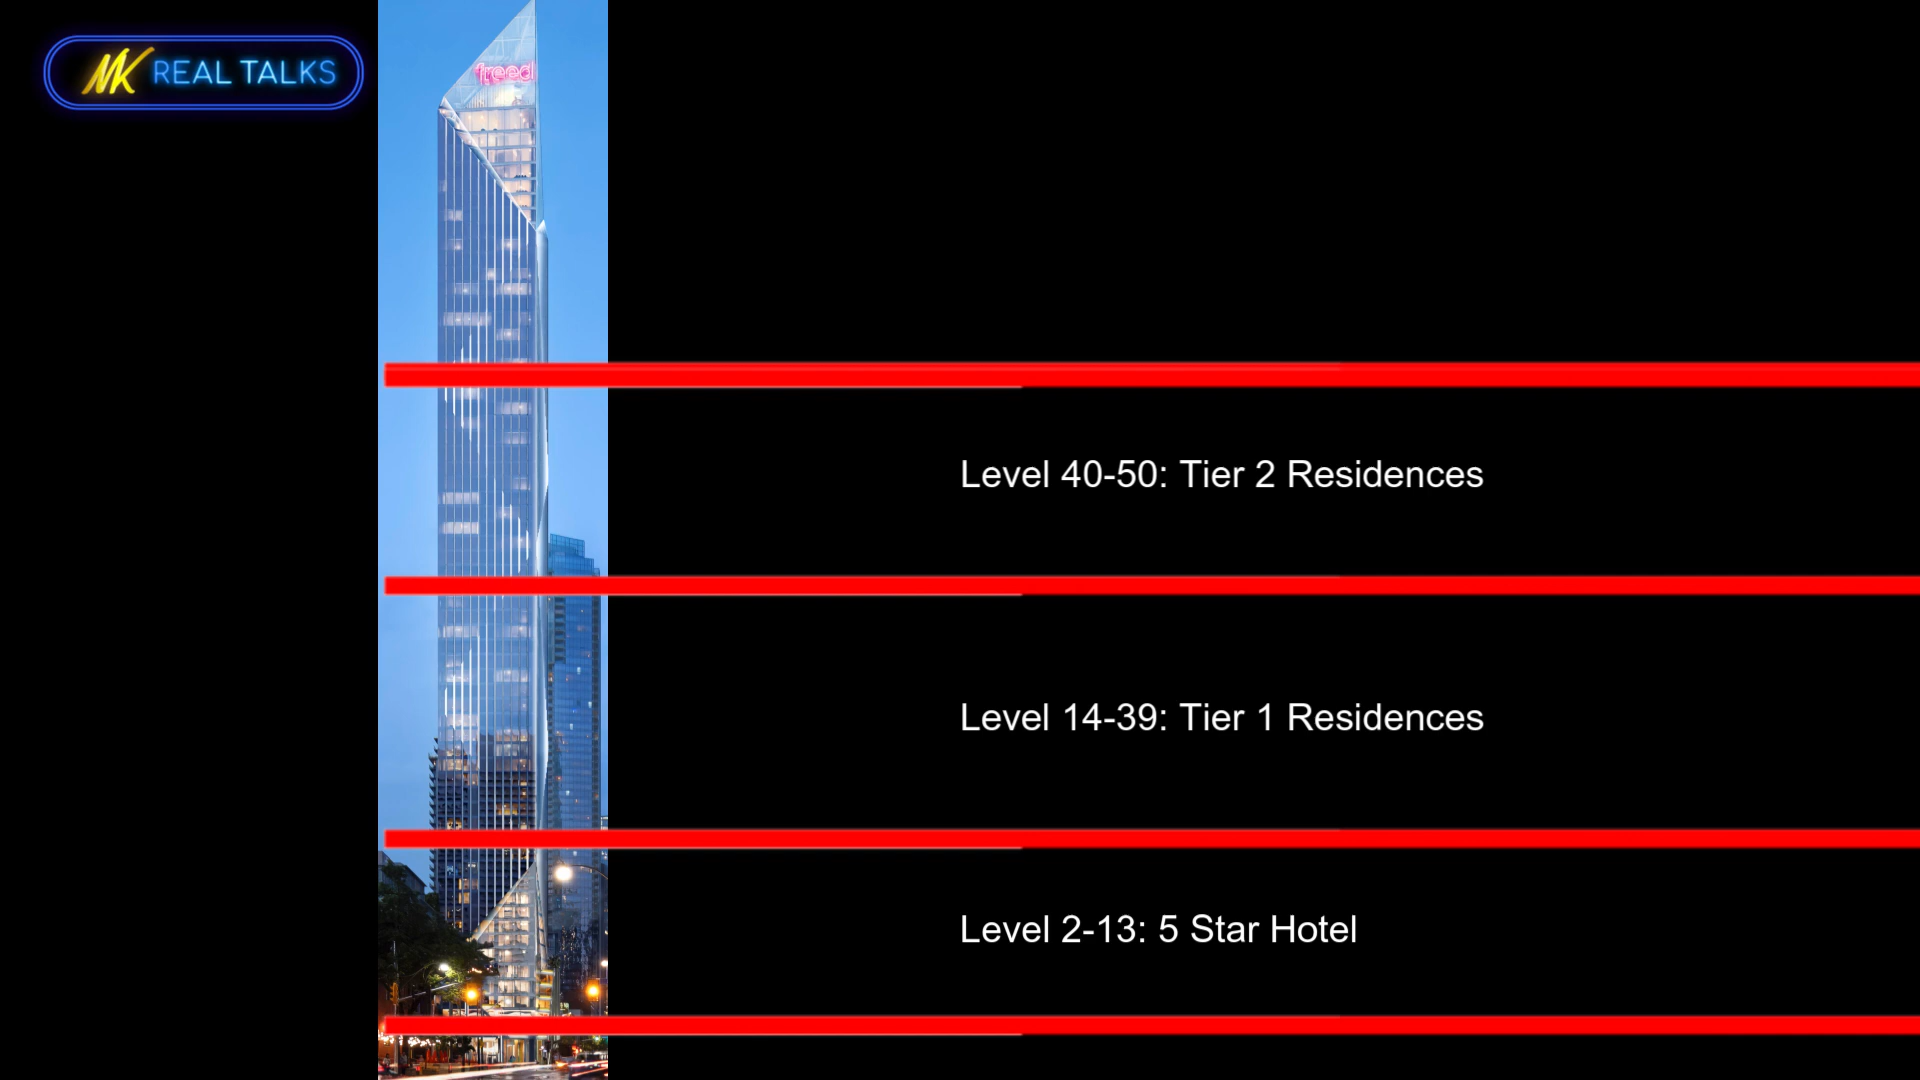 NK REAL TALKS
freed
Level 40-50: Tier 2 Residences
Level 14-39: Tier 1 Residences
Level 2-13: 5 Star Hotel